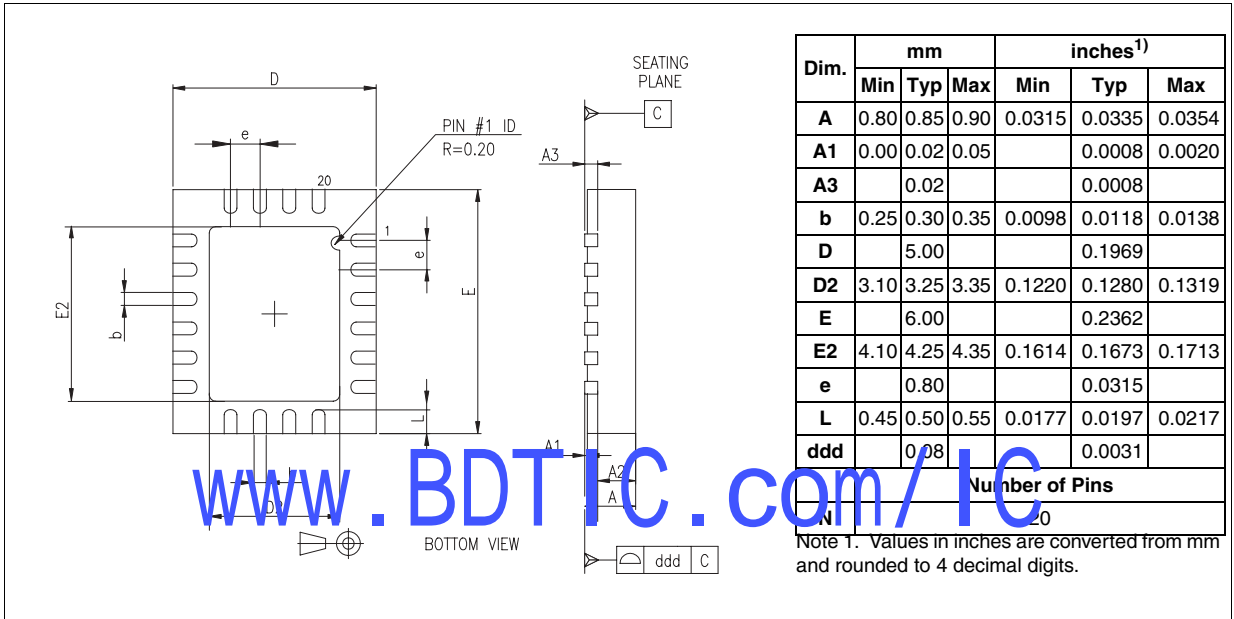 SEATING
PLANE
D
C
e
PIN #1 ID
R=0.20
A3
20
1
e
E2
b
E
L
A1
A2
A
b
D2
BOTTOM VIEW
ddd C
Dim. mm inches1)
Min Typ Max Min Typ Max
A 0.80 0.85 0.90 0.0315 0.0335 0.0354
A1 0.00 0.02 0.05 0.0008 0.0020
A3 0.02 0.0008
b 0.25 0.30 0.35 0.0098 0.0118 0.0138
D 5.00 0.1969
D2 3.10 3.25 3.35 0.1220 0.1280 0.1319
E 6.00 0.2362
E2 4.10 4.25 4.35 0.1614 0.1673 0.1713
e 0.80 0.0315
L 0.45 0.50 0.55 0.0177 0.0197 0.0217
ddd 0.08 0.0031
Number of Pins
N 20
Note 1. Values in inches are converted from mm
and rounded to 4 decimal digits.
www.BDTIC.com/IC